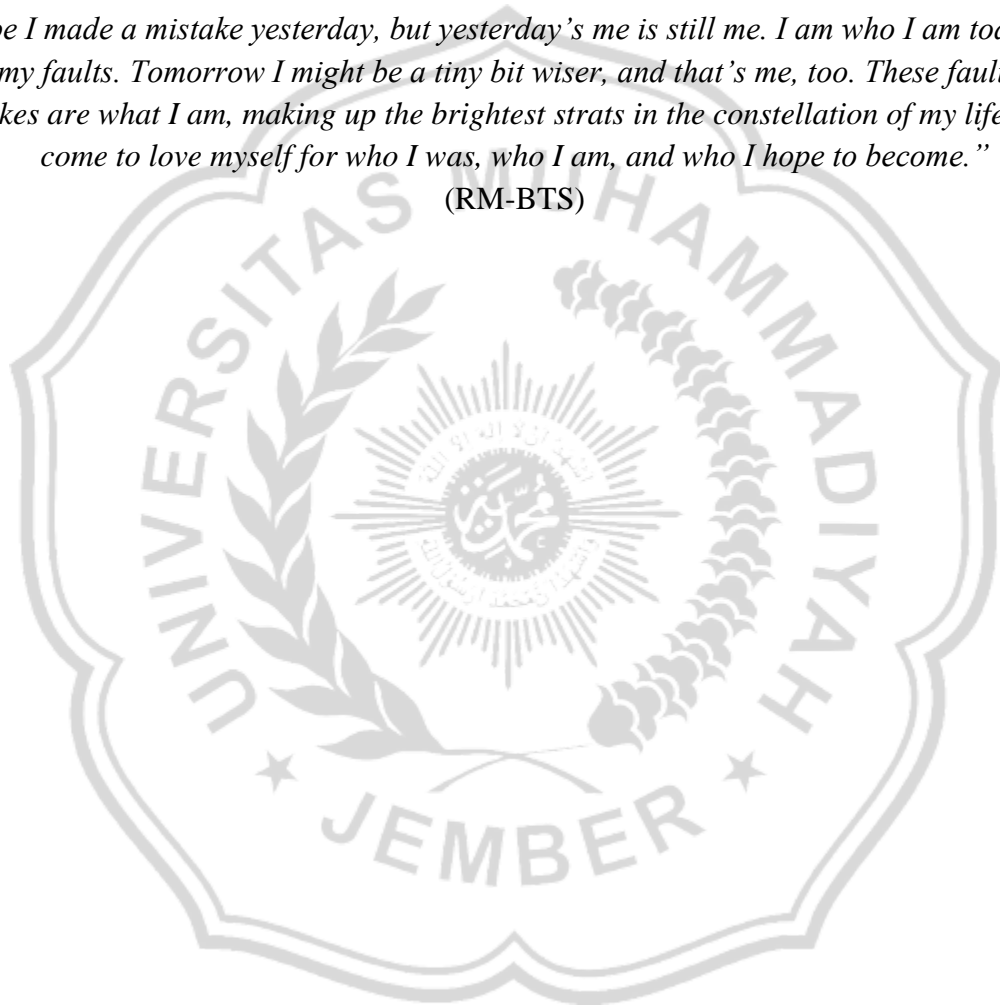 be I made a mistake yesterday, but yesterday’s me is still me. I am who I am toda
my faults. Tomorrow I might be a tiny bit wiser, and that’s me, too. These fault
kes are what I am, making up the brightest strats in the constellation of my life
come to love myself for who I was, who I am, and who I hope to become.”
(RM-BTS)
UNIVERSITAS MUHAMMADIYAH
JEMBER